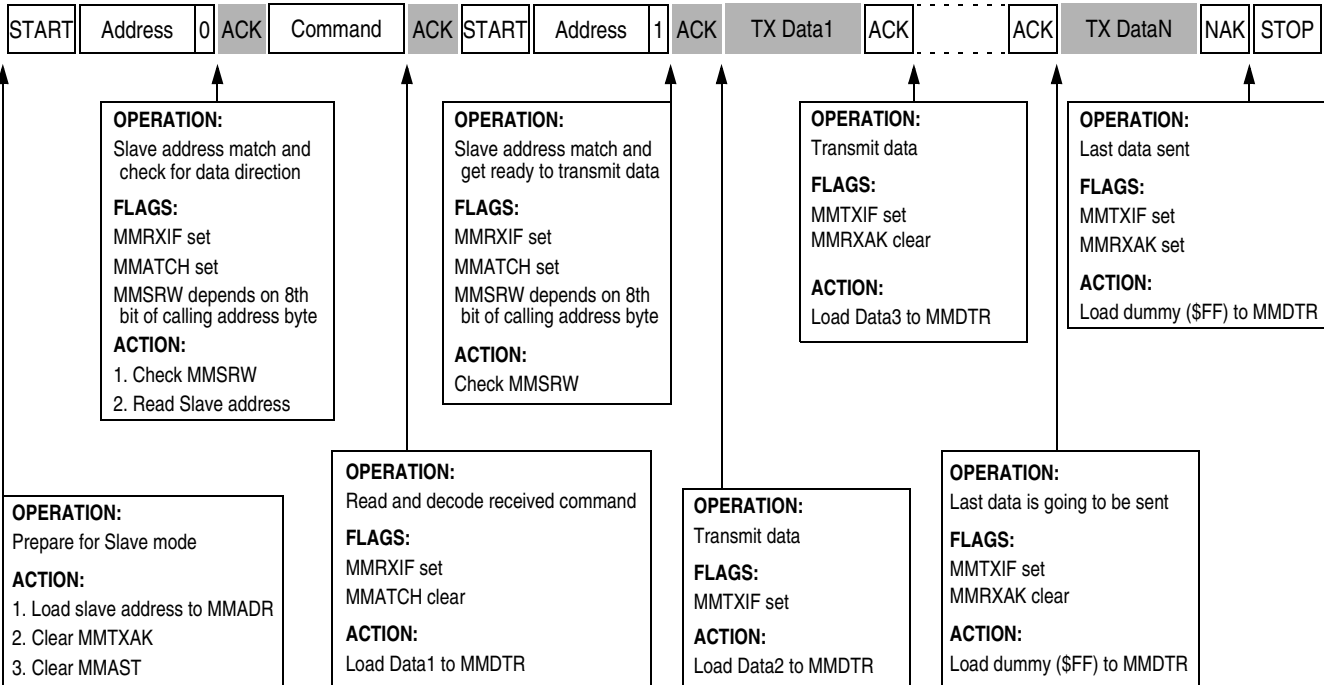 START Address 0 ACK Command ACK START Address 1 ACK TX Data1 ACK ACK TX DataN NAK STOP
OPERATION:
Slave address match and
check for data direction
FLAGS:
MMRXIF set
MMATCH set
MMSRW depends on 8th
bit of calling address byte
ACTION:
1. Check MMSRW
2. Read Slave address
OPERATION:
Slave address match and
get ready to transmit data
FLAGS:
MMRXIF set
MMATCH set
MMSRW depends on 8th
bit of calling address byte
ACTION:
Check MMSRW
OPERATION:
Transmit data
FLAGS:
MMTXIF set
MMRXAK clear
ACTION:
Load Data3 to MMDTR
OPERATION:
Last data sent
FLAGS:
MMTXIF set
MMRXAK set
ACTION:
Load dummy ($FF) to MMDTR
OPERATION:
Prepare for Slave mode
ACTION:
1. Load slave address to MMADR
2. Clear MMTXAK
3. Clear MMAST
OPERATION:
Read and decode received command
FLAGS:
MMRXIF set
MMATCH clear
ACTION:
Load Data1 to MMDTR
OPERATION:
Transmit data
FLAGS:
MMTXIF set
ACTION:
Load Data2 to MMDTR
OPERATION:
Last data is going to be sent
FLAGS:
MMTXIF set
MMRXAK clear
ACTION:
Load dummy ($FF) to MMDTR